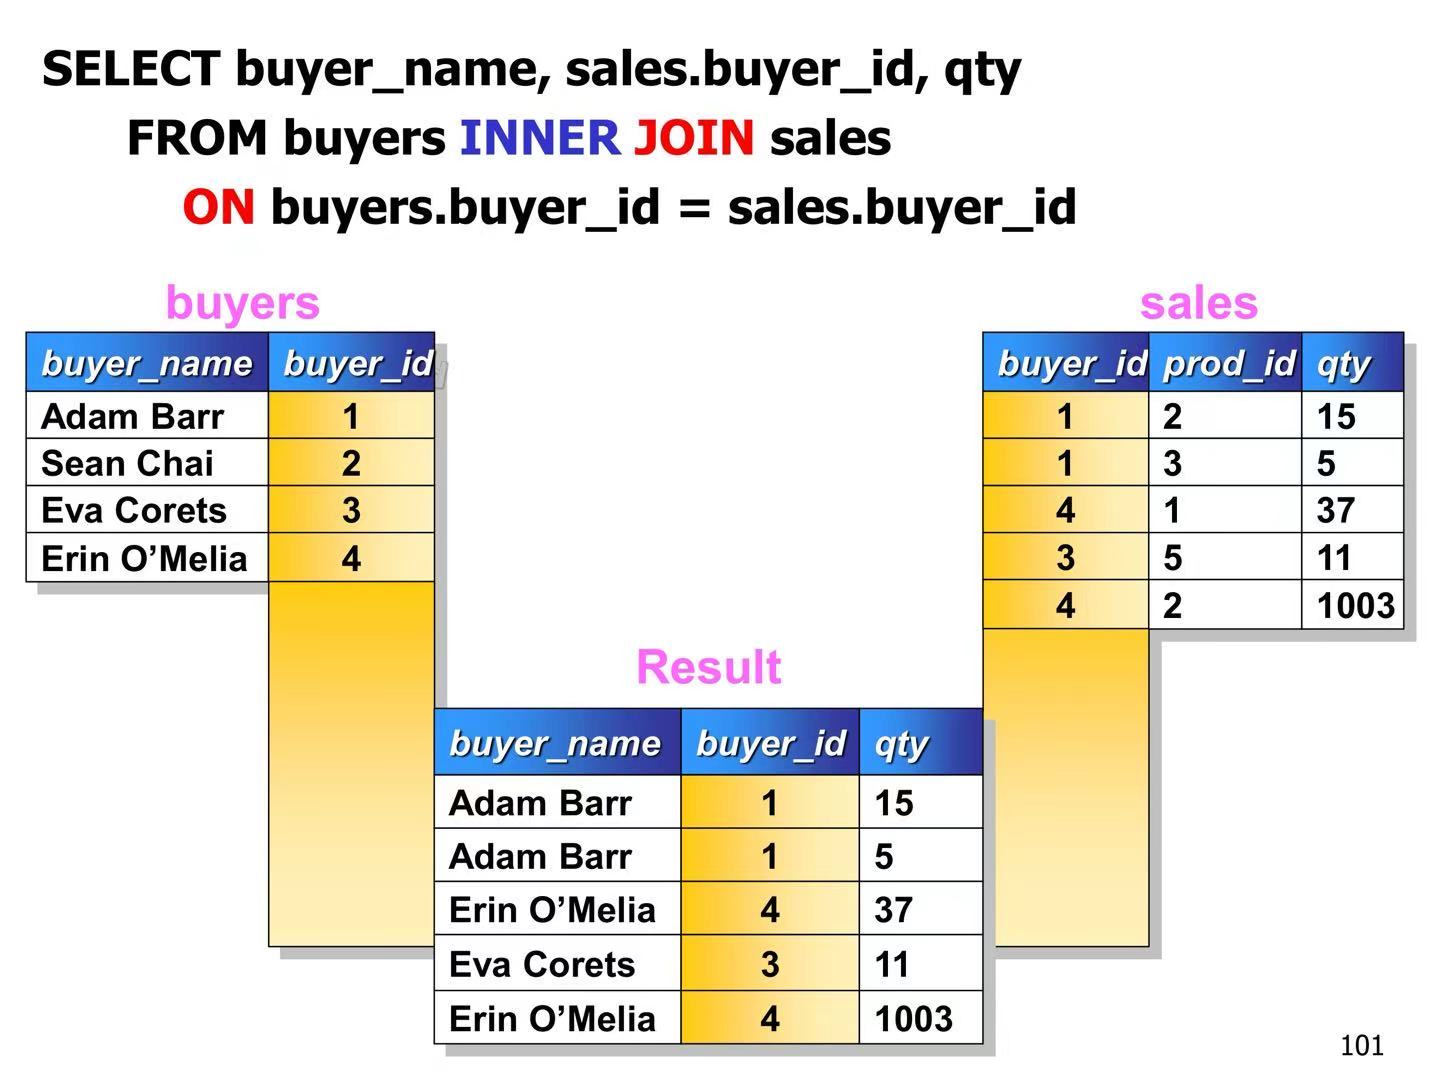 SELECT buyer_name, sales.buyer_id, qty
FROM buyers INNER JOIN sales
ON buyers.buyer_id = sales.buyer_id
buyers
buyer_name buyer_id
Adam Barr 1
Sean Chai 2
Eva Corets 3
Erin O’Melia 4
sales
buyer_id prod_id qty
1 2 15
1 3 5
4 1 37
3 5 11
4 2 1003
Result
buyer_name buyer_id qty
Adam Barr 1 15
Adam Barr 1 5
Erin O’Melia 4 37
Eva Corets 3 11
Erin O’Melia 4 1003
101